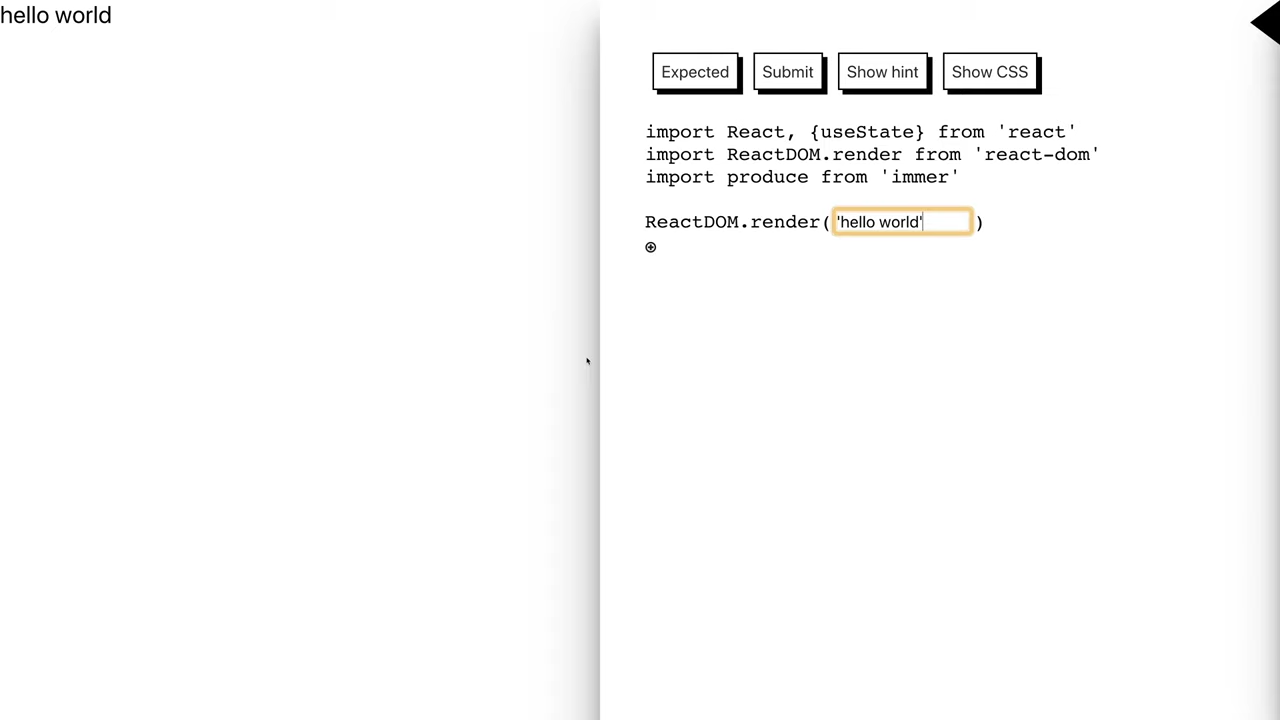 hello world
Expected Submit Show hint Show CSS
import React, {useState} from 'react'
import ReactDOM.render from 'react-dom'
import produce from 'immer'
ReactDOM.render( 'hello world' )
⊕